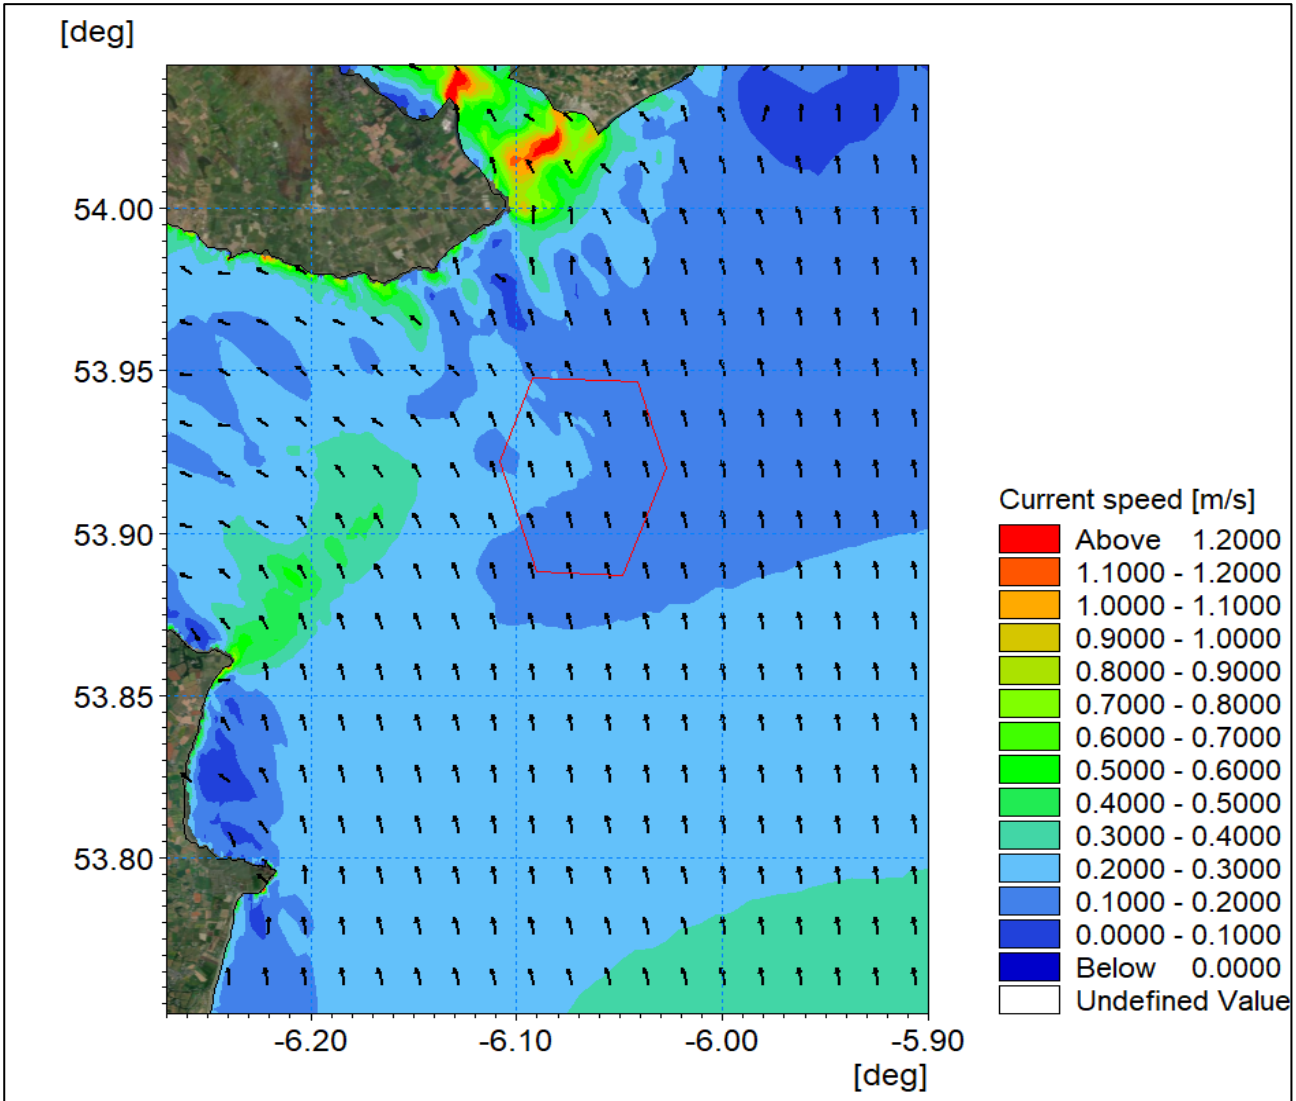 [deg]
54.00
53.95
53.90
53.85
53.80
-6.20 -6.10 -6.00 -5.90
[deg]
Current speed [m/s]
Above 1.2000
1.1000 - 1.2000
1.0000 - 1.1000
0.9000 - 1.0000
0.8000 - 0.9000
0.7000 - 0.8000
0.6000 - 0.7000
0.5000 - 0.6000
0.4000 - 0.5000
0.3000 - 0.4000
0.2000 - 0.3000
0.1000 - 0.2000
0.0000 - 0.1000
Below 0.0000
Undefined Value